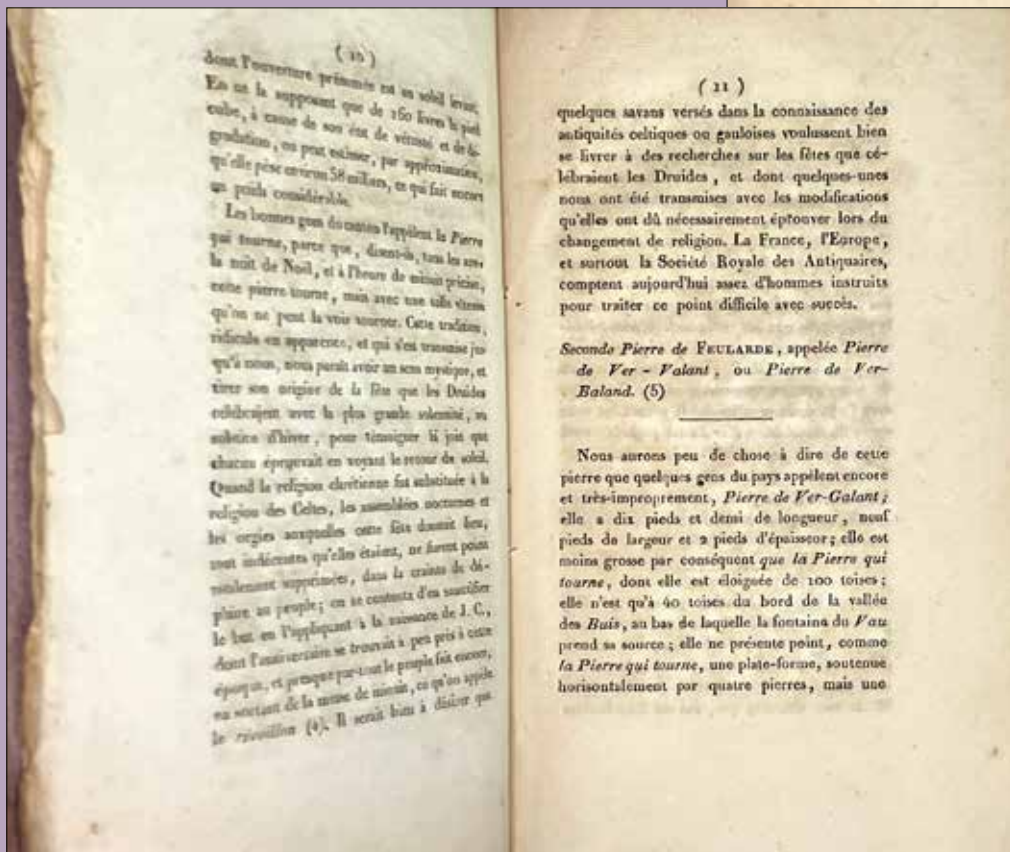 ( 10 )
dont l'ouverture présumée est au soleil levant.
En ne la supposant que de 160 livres le pied
cube, à cause de son état de vétusté et de dé-
gradation, on peut estimer, par approximation,
qu'elle pèse environ 58 milliers, ce qui fait encore
un poids considérable.
Les bonnes gens du canton l'appèlent la Pierre
qui tourne, parce que, disent-ils, tous les ans,
la nuit de Noël, et à l'heure de minuit précise,
cette pierre tourne, mais avec une telle vitesse
qu'on ne peut la voir tourner. Cette tradition,
ridicule en apparence, et qui s'est transmise jus-
qu'à nous, nous paraît avoir un sens mystique, et
tirer son origine de la fête que les Druides
célébraient avec la plus grande solennité, au
solstice d'hiver, pour témoigner la joie que
chacun éprouvait en voyant le retour du soleil.
Quand la religion chrétienne fut substituée à la
religion des Celtes, les assemblées nocturnes et
les orgies auxquelles cette fête donnait lieu,
tout indécentes qu'elles étaient, ne furent point
totalement supprimées, dans la crainte de dé-
plaire au peuple; on se contenta d'en sanctifier
le but en l'appliquant à la naissance de J. C.,
dont l'anniversaire se trouvait à peu près à cette
époque, et presque par-tout le peuple fait encore,
en sortant de la messe de minuit, ce qu'on appèle
le réveillon (4). Il serait bien à désirer que
( 11 )
quelques savans versés dans la connaissance des
antiquités celtiques ou gauloises voulussent bien
se livrer à des recherches sur les fêtes que cé-
lébraient les Druides, et dont quelques-unes
nous ont été transmises avec les modifications
qu'elles ont dû nécessairement éprouver lors du
changement de religion. La France, l'Europe,
et surtout la Société Royale des Antiquaires,
comptent aujourd'hui assez d'hommes instruits
pour traiter ce point difficile avec succès.
Seconde Pierre de FEULARDE, appelée Pierre
de Ver - Valant, ou Pierre de Ver-
Baland. (5)
Nous aurons peu de chose à dire de cette
pierre que quelques gens du pays appèlent encore
et très-improprement, Pierre de Ver-Galant;
elle a dix pieds et demi de longueur, neuf
pieds de largeur et 2 pieds d'épaisseur; elle est
moins grosse par conséquent que la Pierre qui
tourne, dont elle est éloignée de 100 toises;
elle n'est qu'à 40 toises du bord de la vallée
des Buis, au bas de laquelle la fontaine du Vau
prend sa source; elle ne présente point, comme
la Pierre qui tourne, une plate-forme, soutenue
horisontalement par quatre pierres, mais une